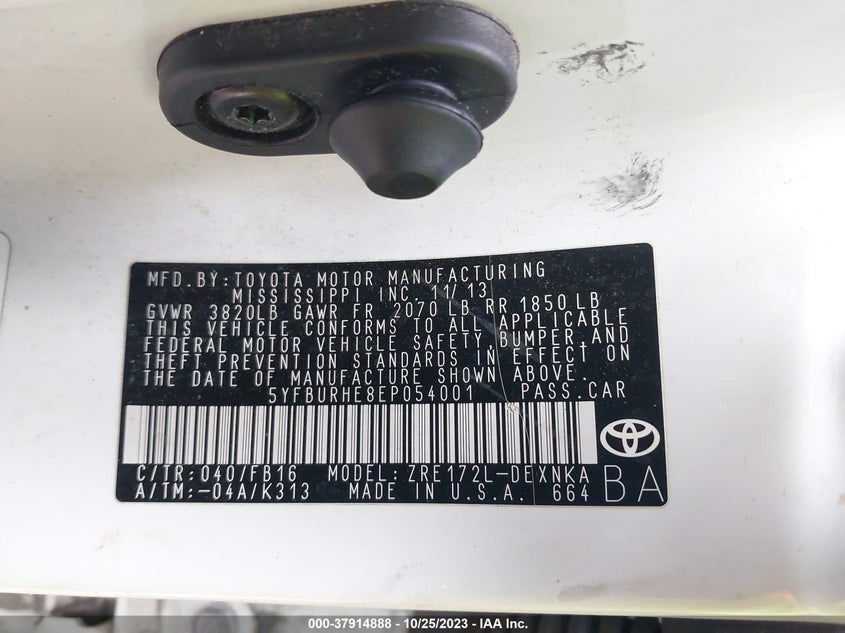 MFD.BY:TOYOTA MOTOR MANUFACTURING
MISSISSIPPI INC. 11/13
GVWR 3820LB GAWR FR 2070 LB RR 1850 LB
THIS VEHICLE CONFORMS TO ALL APPLICABLE
FEDERAL MOTOR VEHICLE SAFETY,BUMPER,AND
THEFT PREVENTION STANDARDS IN EFFECT ON
THE DATE OF MANUFACTURE SHOWN ABOVE.
5YFBURHE8EP054001 PASS.CAR
C/TR:040/FB16 MODEL:ZRE172L-DEXNKA
A/TM:-04A/K313 MADE IN U.S.A. 664 BA
000-37914888 - 10/25/2023 - IAA Inc.